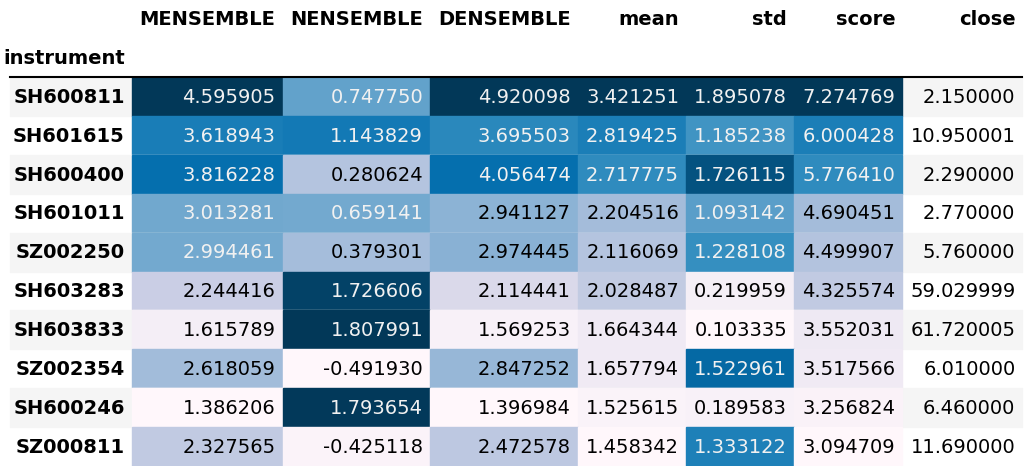 MENSEMBLE NENSEMBLE DENSEMBLE mean std score close
instrument
SH600811 4.595905 0.747750 4.920098 3.421251 1.895078 7.274769 2.150000
SH601615 3.618943 1.143829 3.695503 2.819425 1.185238 6.000428 10.950001
SH600400 3.816228 0.280624 4.056474 2.717775 1.726115 5.776410 2.290000
SH601011 3.013281 0.659141 2.941127 2.204516 1.093142 4.690451 2.770000
SZ002250 2.994461 0.379301 2.974445 2.116069 1.228108 4.499907 5.760000
SH603283 2.244416 1.726606 2.114441 2.028487 0.219959 4.325574 59.029999
SH603833 1.615789 1.807991 1.569253 1.664344 0.103335 3.552031 61.720005
SZ002354 2.618059 -0.491930 2.847252 1.657794 1.522961 3.517566 6.010000
SH600246 1.386206 1.793654 1.396984 1.525615 0.189583 3.256824 6.460000
SZ000811 2.327565 -0.425118 2.472578 1.458342 1.333122 3.094709 11.690000